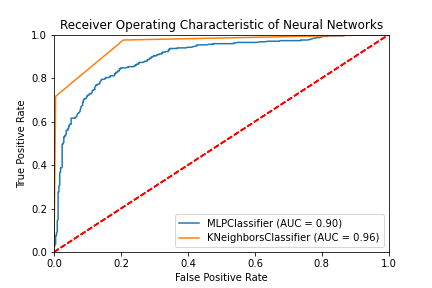 Receiver Operating Characteristic of Neural Networks
1.0
0.8
0.6
0.4
0.2
0.0
True Positive Rate
MLPClassifier (AUC = 0.90)
KNeighborsClassifier (AUC = 0.96)
0.0 0.2 0.4 0.6 0.8 1.0
False Positive Rate